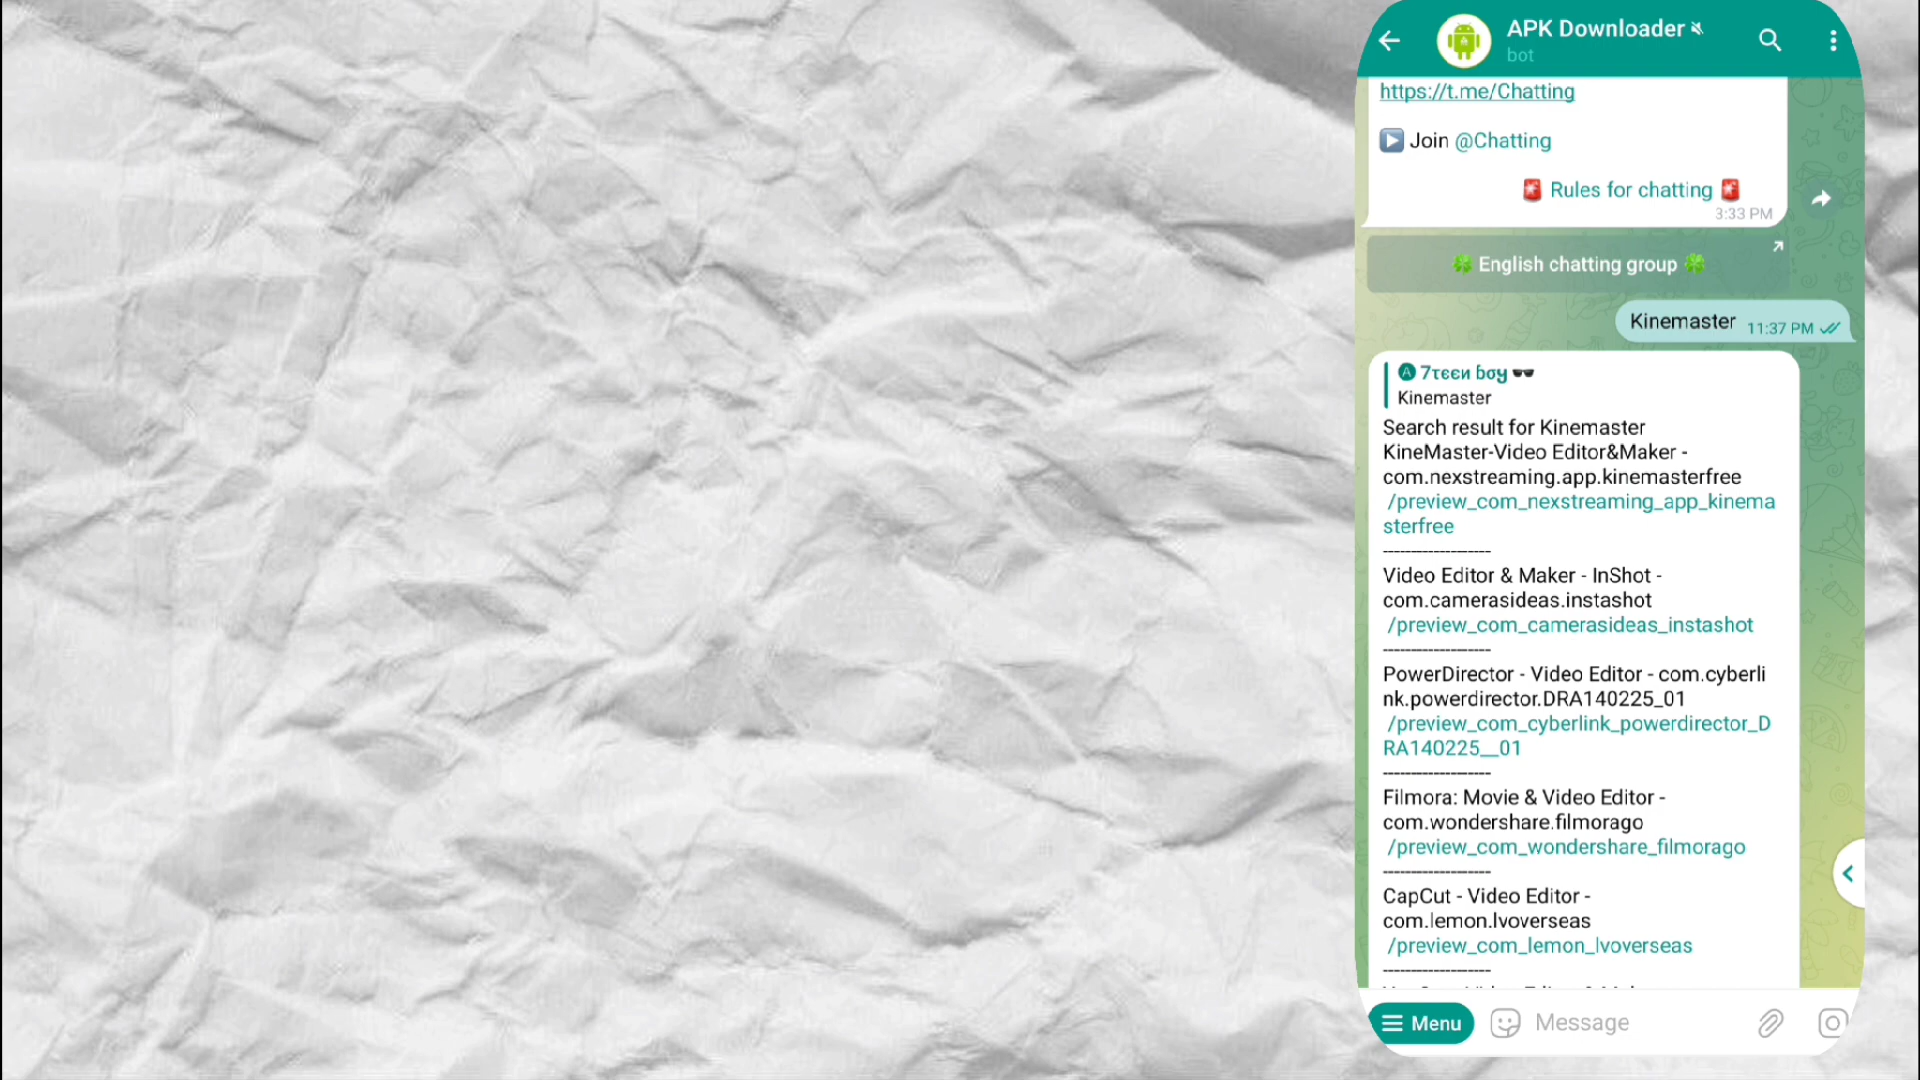 APK Downloader
bot
https://t.me/Chatting
Join @Chatting
Rules for chatting
3:33 PM
English chatting group
Kinemaster 11:37 PM
A 7тєєи ɓσყ
Kinemaster
Search result for Kinemaster
KineMaster-Video Editor&Maker -
com.nexstreaming.app.kinemasterfree
/preview_com_nexstreaming_app_kinema
sterfree
-------------------
Video Editor & Maker - InShot -
com.camerasideas.instashot
/preview_com_camerasideas_instashot
-------------------
PowerDirector - Video Editor - com.cyberli
nk.powerdirector.DRA140225_01
/preview_com_cyberlink_powerdirector_D
RA140225__01
-------------------
Filmora: Movie & Video Editor -
com.wondershare.filmorago
/preview_com_wondershare_filmorago
-------------------
CapCut - Video Editor -
com.lemon.lvoverseas
/preview_com_lemon_lvoverseas
-------------------
Menu Message